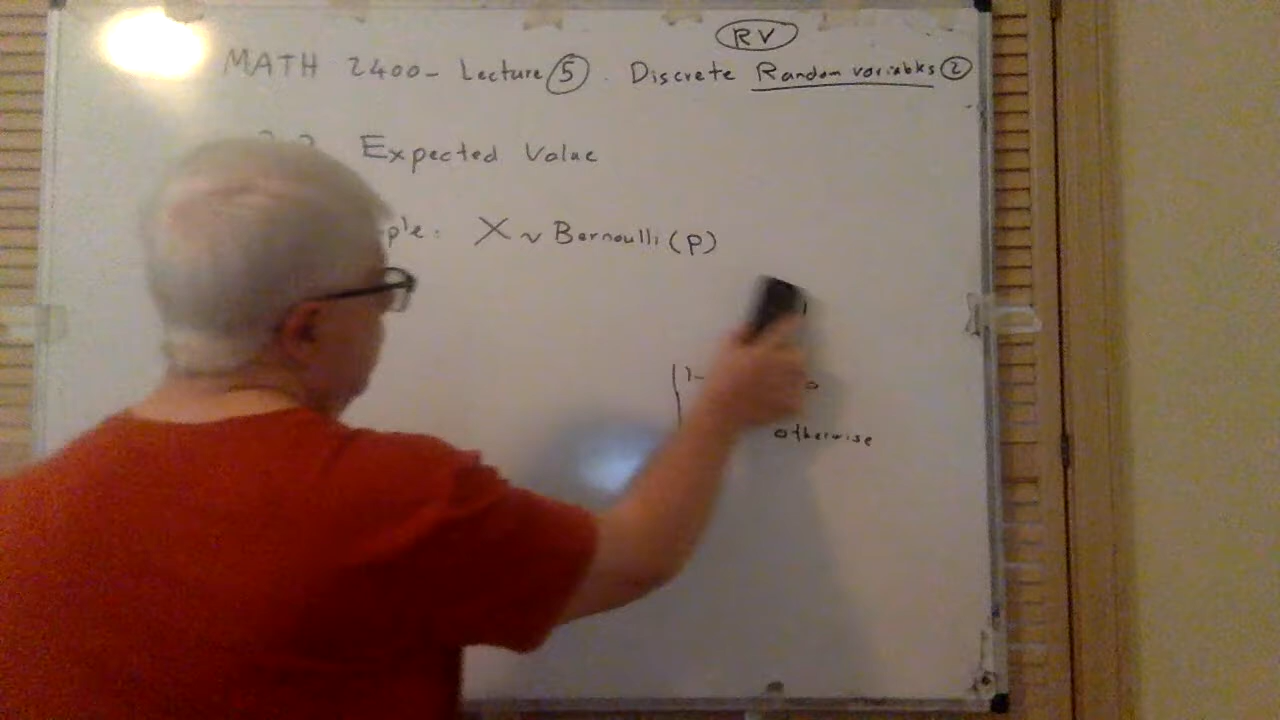 RV
MATH 2400- Lecture 5. Discrete Random variables 2
Expected Value
ple: X ~ Bernoulli (p)
1-
otherwise